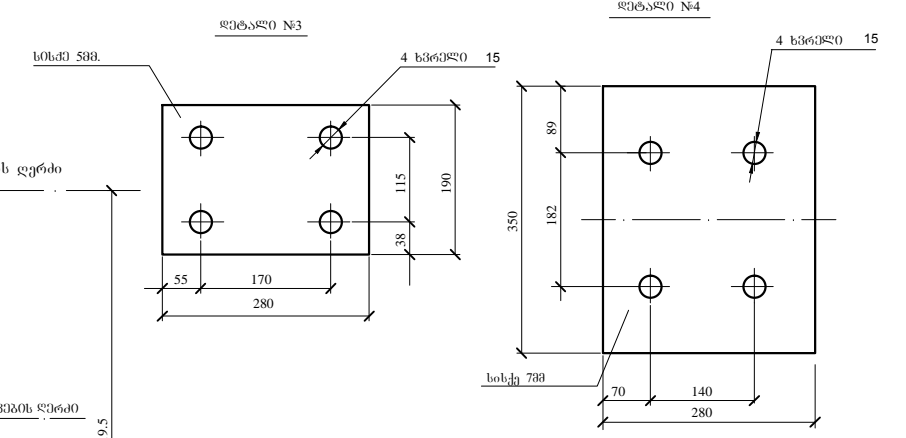 დეტალი №3
დეტალი №4
სისქე 5მმ.
4 ხვრელი 15
4 ხვრელი 15
ს ღერძი
115
190
38
55
170
280
89
182
350
სისქე 7მმ
70
140
280
ვების ღერძი
9.5